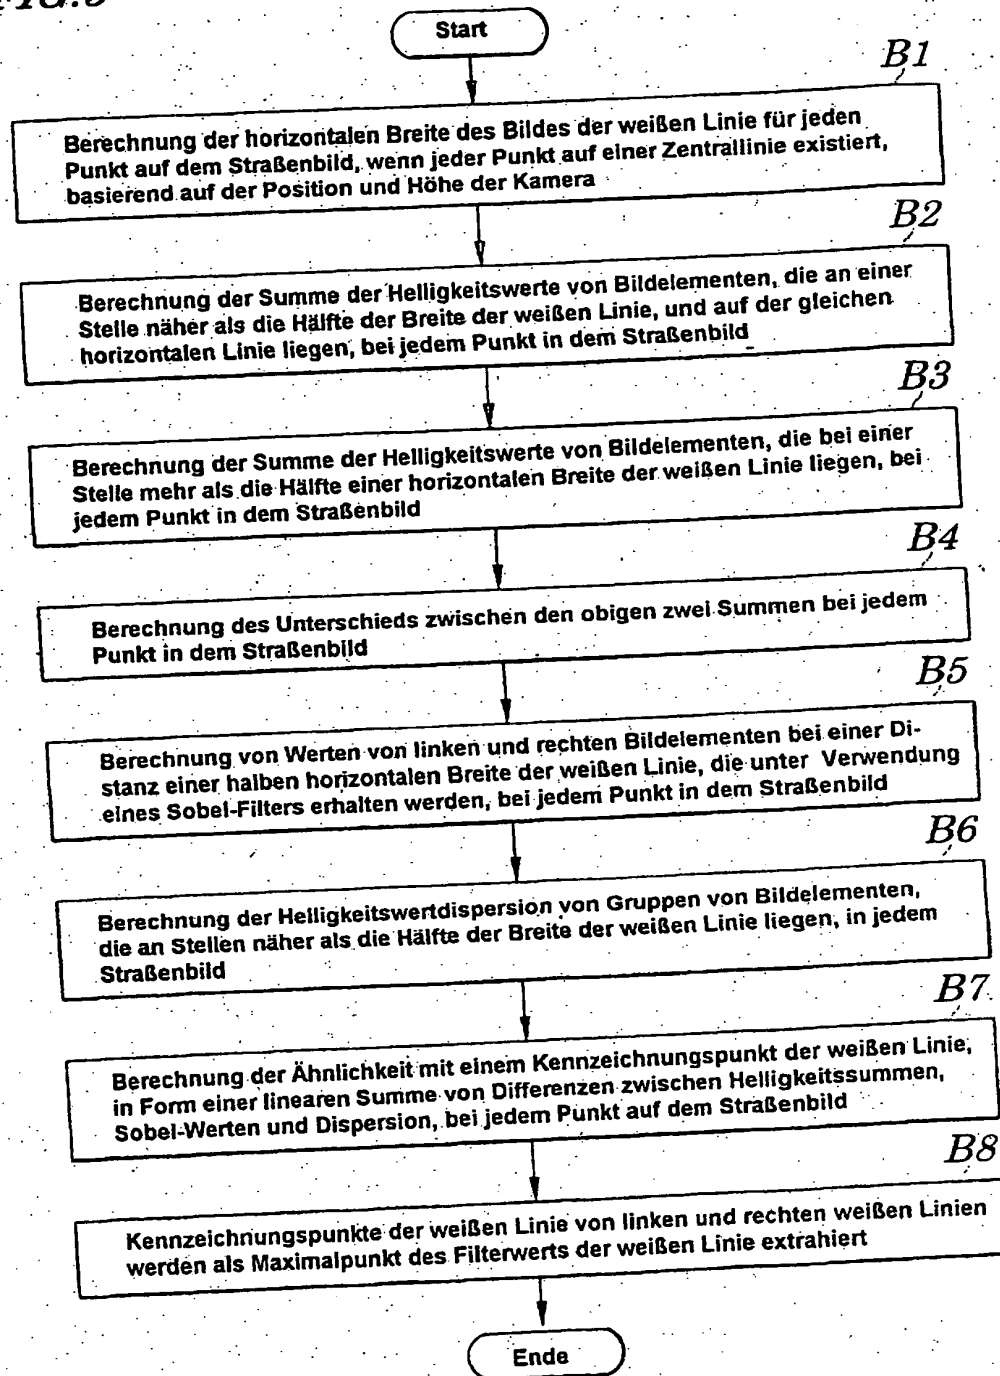 Start
B1
Berechnung der horizontalen Breite des Bildes der weißen Linie für jeden
Punkt auf dem Straßenbild, wenn jeder Punkt auf einer Zentrallinie existiert,
basierend auf der Position und Höhe der Kamera
B2
Berechnung der Summe der Helligkeitswerte von Bildelementen, die an einer
Stelle näher als die Hälfte der Breite der weißen Linie, und auf der gleichen
horizontalen Linie liegen, bei jedem Punkt in dem Straßenbild
B3
Berechnung der Summe der Helligkeitswerte von Bildelementen, die bei einer
Stelle mehr als die Hälfte einer horizontalen Breite der weißen Linie liegen, bei
jedem Punkt in dem Straßenbild
B4
Berechnung des Unterschieds zwischen den obigen zwei Summen bei jedem
Punkt in dem Straßenbild
B5
Berechnung von Werten von linken und rechten Bildelementen bei einer Di-
stanz einer halben horizontalen Breite der weißen Linie, die unter Verwendung
eines Sobel-Filters erhalten werden, bei jedem Punkt in dem Straßenbild
B6
Berechnung der Helligkeitswertdispersion von Gruppen von Bildelementen,
die an Stellen näher als die Hälfte der Breite der weißen Linie liegen, in jedem
Straßenbild
B7
Berechnung der Ähnlichkeit mit einem Kennzeichnungspunkt der weißen Linie,
in Form einer linearen Summe von Differenzen zwischen Helligkeitssummen,
Sobel-Werten und Dispersion, bei jedem Punkt auf dem Straßenbild
B8
Kennzeichnungspunkte der weißen Linie von linken und rechten weißen Linien
werden als Maximalpunkt des Filterwerts der weißen Linie extrahiert
Ende